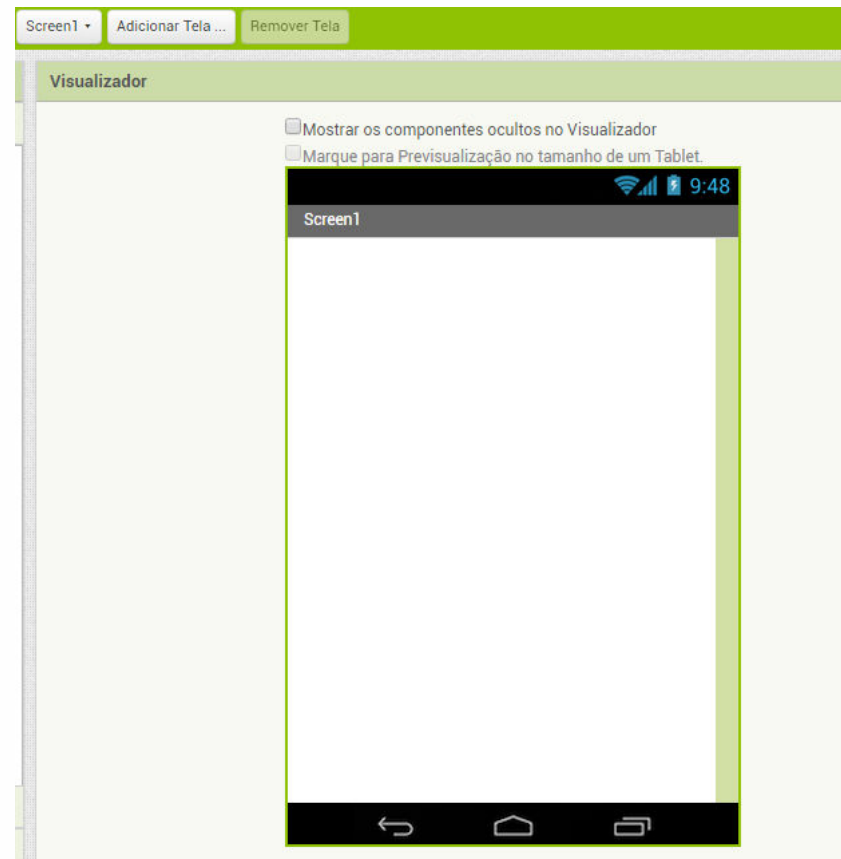 Screen1 Adicionar Tela ... Remover Tela
Visualizador
Mostrar os componentes ocultos no Visualizador
Marque para Previsualização no tamanho de um Tablet.
9:48
Screen1